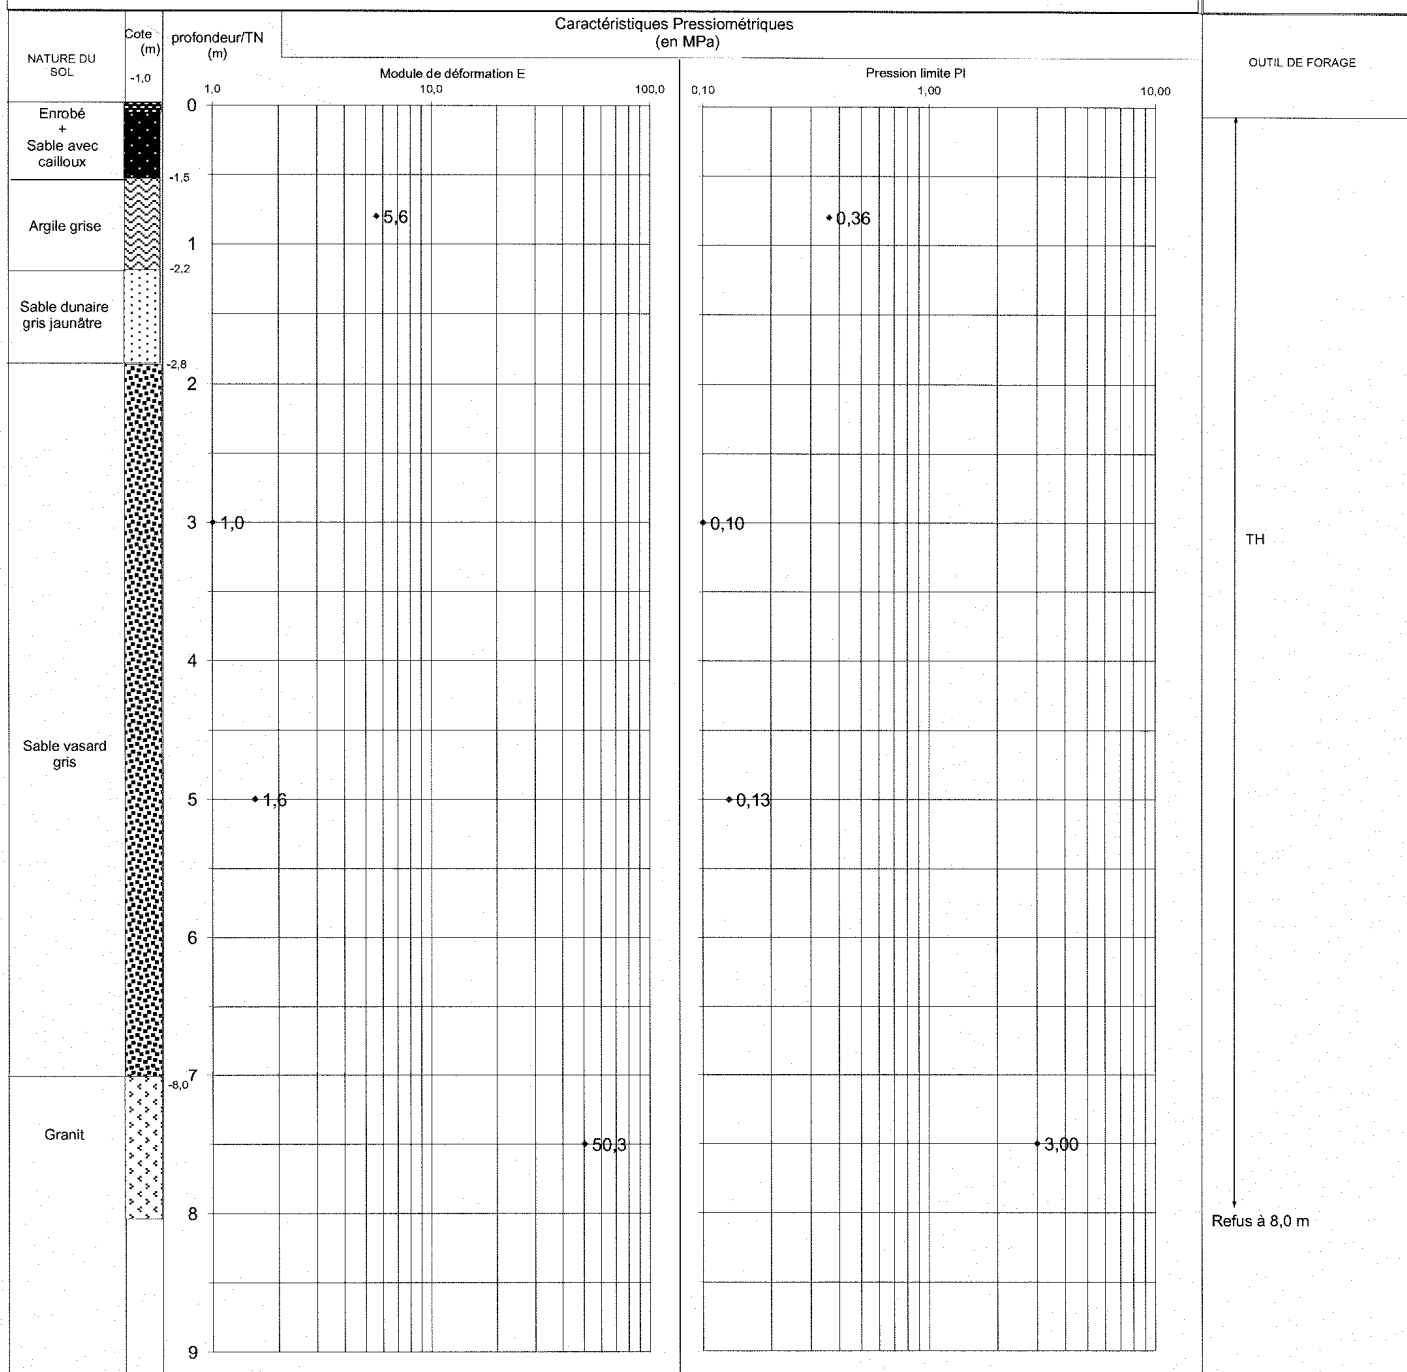 Caractéristiques Pressiométriques
(en MPa)
NATURE DU
SOL
Cote
(m)
-1,0
profondeur/TN
(m)
Module de déformation E
1,0 10,0 100,0
Pression limite Pl
0,10 1,00 10,00
OUTIL DE FORAGE
0
Enrobé
+
Sable avec
cailloux
-1,5
Argile grise
5,6
0,36
1
-2,2
Sable dunaire
gris jaunâtre
-2,8
2
3
1,0
0,10
TH
4
Sable vasard
gris
5
1,6
0,13
6
7
-8,0
Granit
50,3
3,00
8
Refus à 8,0 m
9